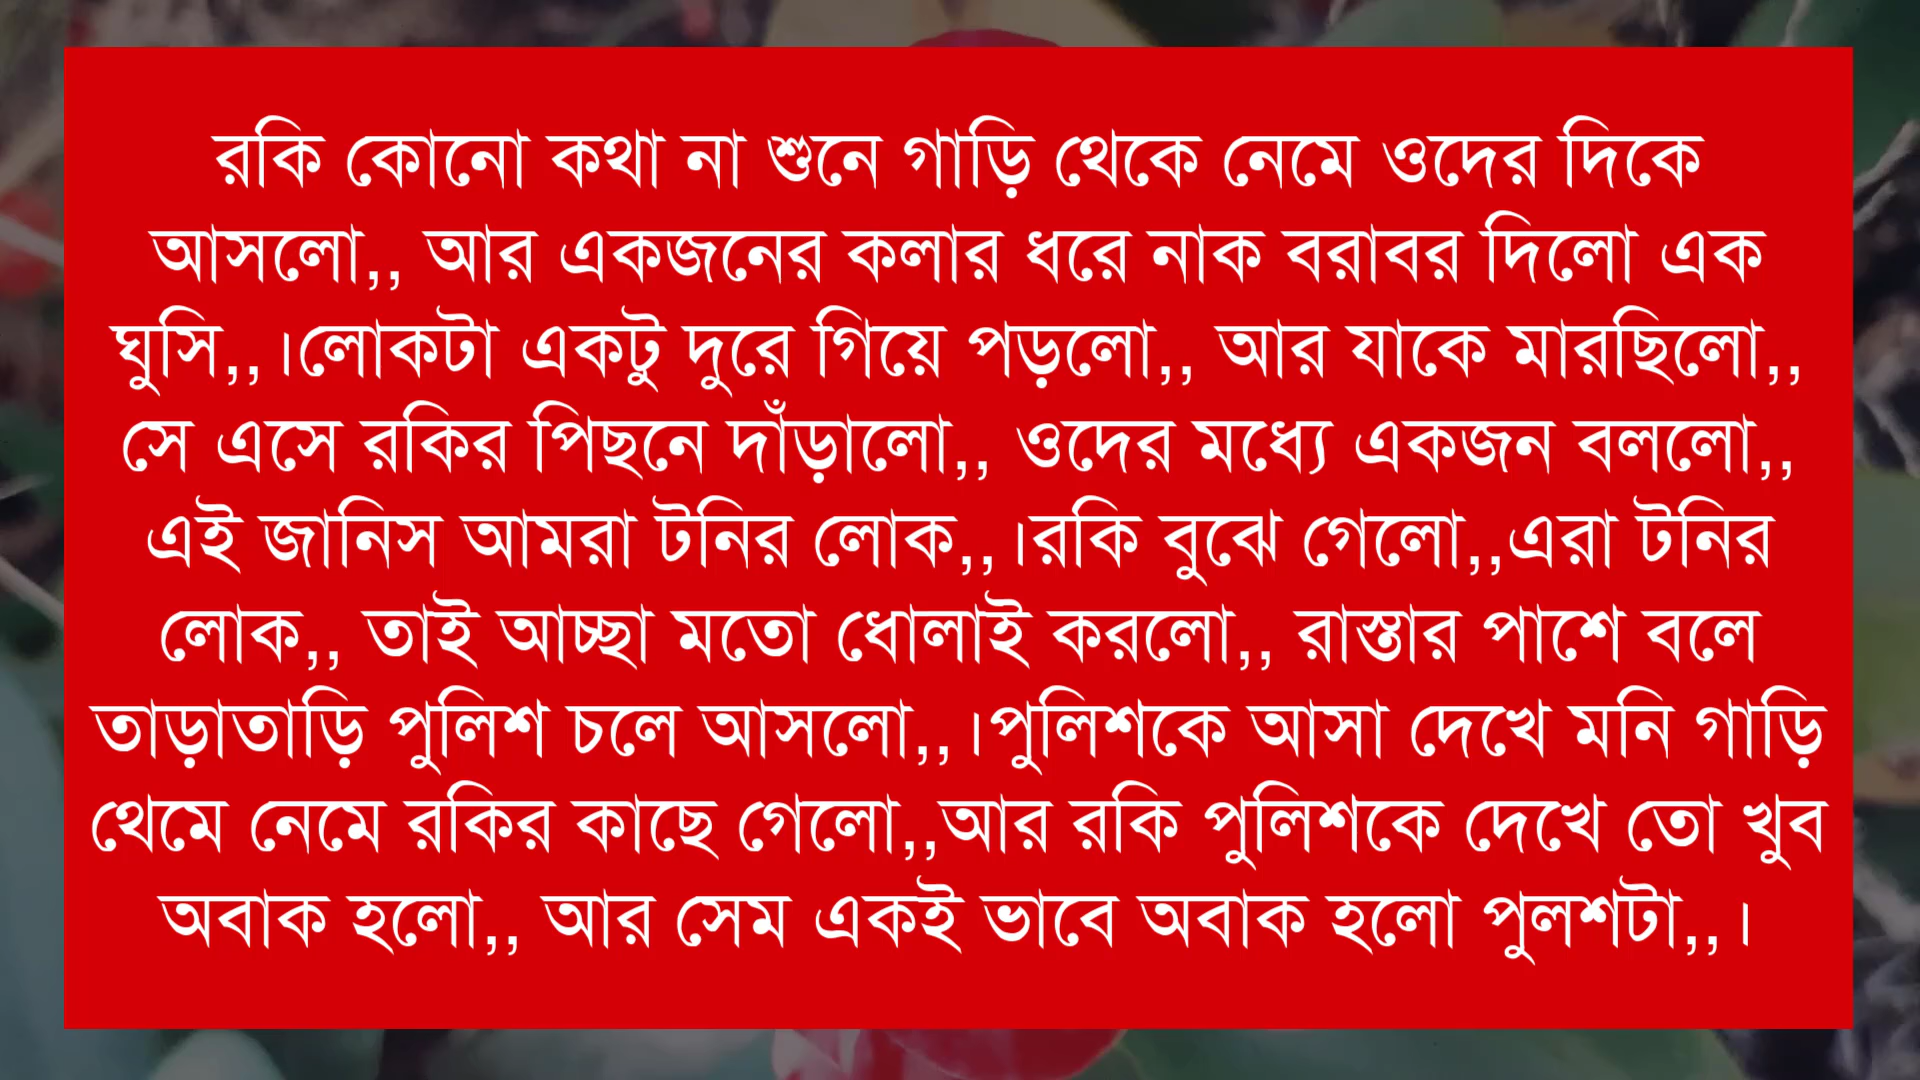 রকি কোনো কথা না শুনে গাড়ি থেকে নেমে ওদের দিকে
আসলো,, আর একজনের কলার ধরে নাক বরাবর দিলো এক
ঘুসি,,।লোকটা একটু দুরে গিয়ে পড়লো,, আর যাকে মারছিলো,,
সে এসে রকির পিছনে দাঁড়ালো,, ওদের মধ্যে একজন বললো,,
এই জানিস আমরা টনির লোক,,।রকি বুঝে গেলো,,এরা টনির
লোক,, তাই আচ্ছা মতো ধোলাই করলো,, রাস্তার পাশে বলে
তাড়াতাড়ি পুলিশ চলে আসলো,,।পুলিশকে আসা দেখে মনি গাড়ি
থেমে নেমে রকির কাছে গেলো,,আর রকি পুলিশকে দেখে তো খুব
অবাক হলো,, আর সেম একই ভাবে অবাক হলো পুলশটা,,।